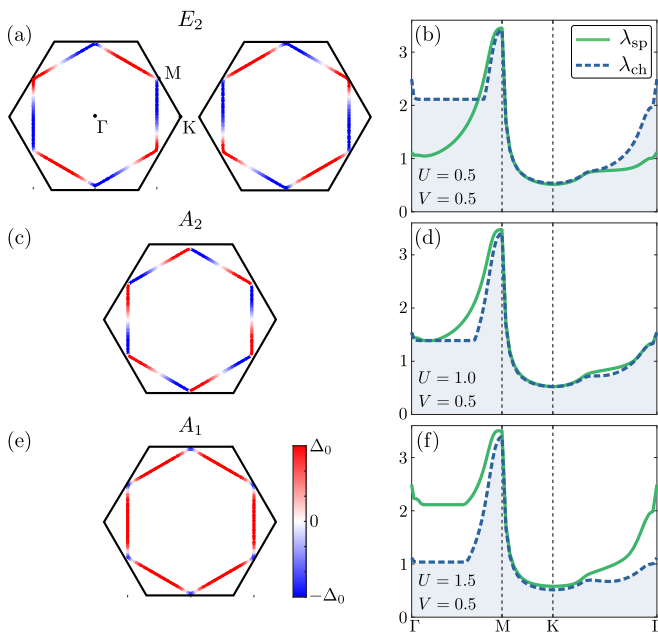 (a)
E₂
M
Γ
K
(b)
λsp
λch
3
2
1
0
U = 0.5
V = 0.5
(c)
A₂
(d)
3
2
1
0
U = 1.0
V = 0.5
(e)
A₁
Δ₀
0
−Δ₀
(f)
3
2
1
0
U = 1.5
V = 0.5
Γ
M
K